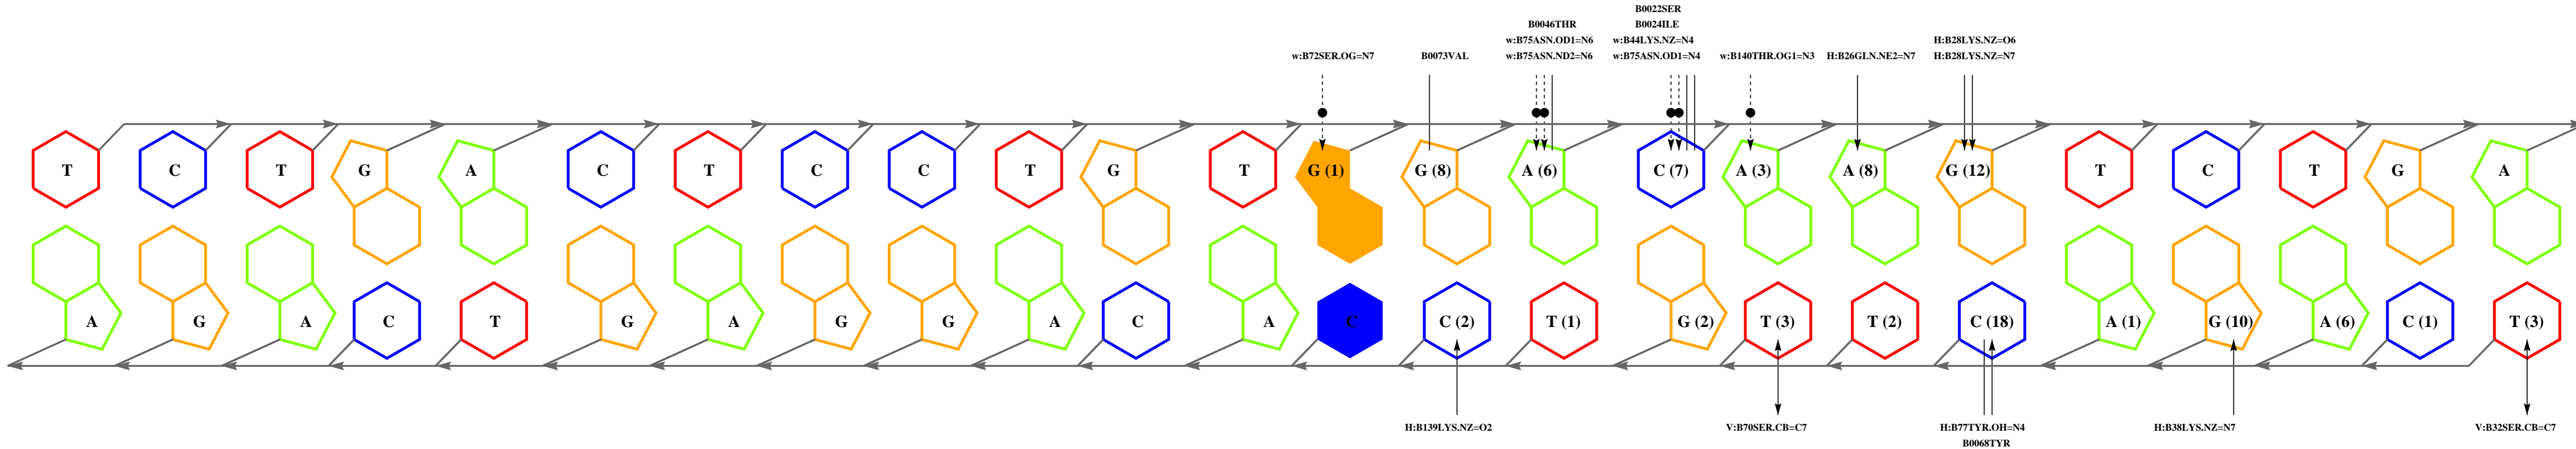 B0022SER
B0046THR B0024ILE
w:B75ASN.OD1=N6 w:B44LYS.NZ=N4 H:B28LYS.NZ=O6
w:B72SER.OG=N7 B0073VAL w:B75ASN.ND2=N6 w:B75ASN.OD1=N4 w:B140THR.OG1=N3 H:B26GLN.NE2=N7 H:B28LYS.NZ=N7
T C T G A C T C C T G T G (1) G (8) A (6) C (7) A (3) A (8) G (12) T C T G A
A G A C T G A G G A C A C C (2) T (1) G (2) T (3) T (2) C (18) A (1) G (10) A (6) C (1) T (3)
H:B139LYS.NZ=O2 V:B70SER.CB=C7 H:B77TYR.OH=N4 H:B38LYS.NZ=N7 V:B32SER.CB=C7
B0068TYR